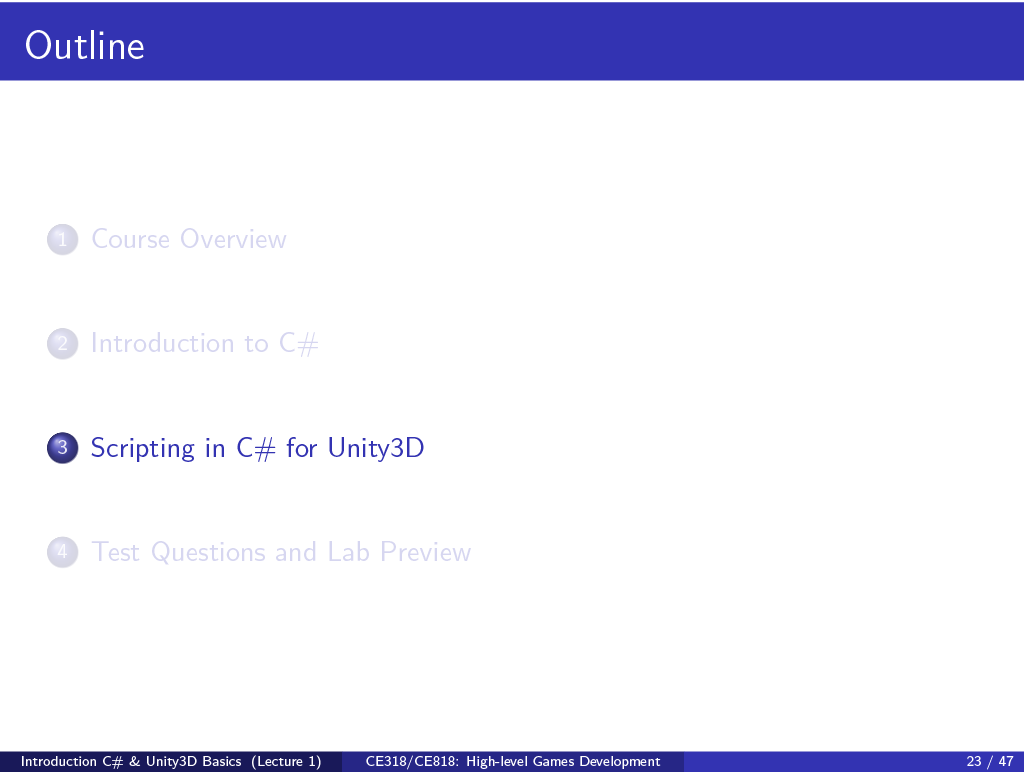 Outline
1 Course Overview
2 Introduction to C#
3 Scripting in C# for Unity3D
4 Test Questions and Lab Preview
Introduction C# & Unity3D Basics (Lecture 1) CE318/CE818: High-level Games Development 23 / 47